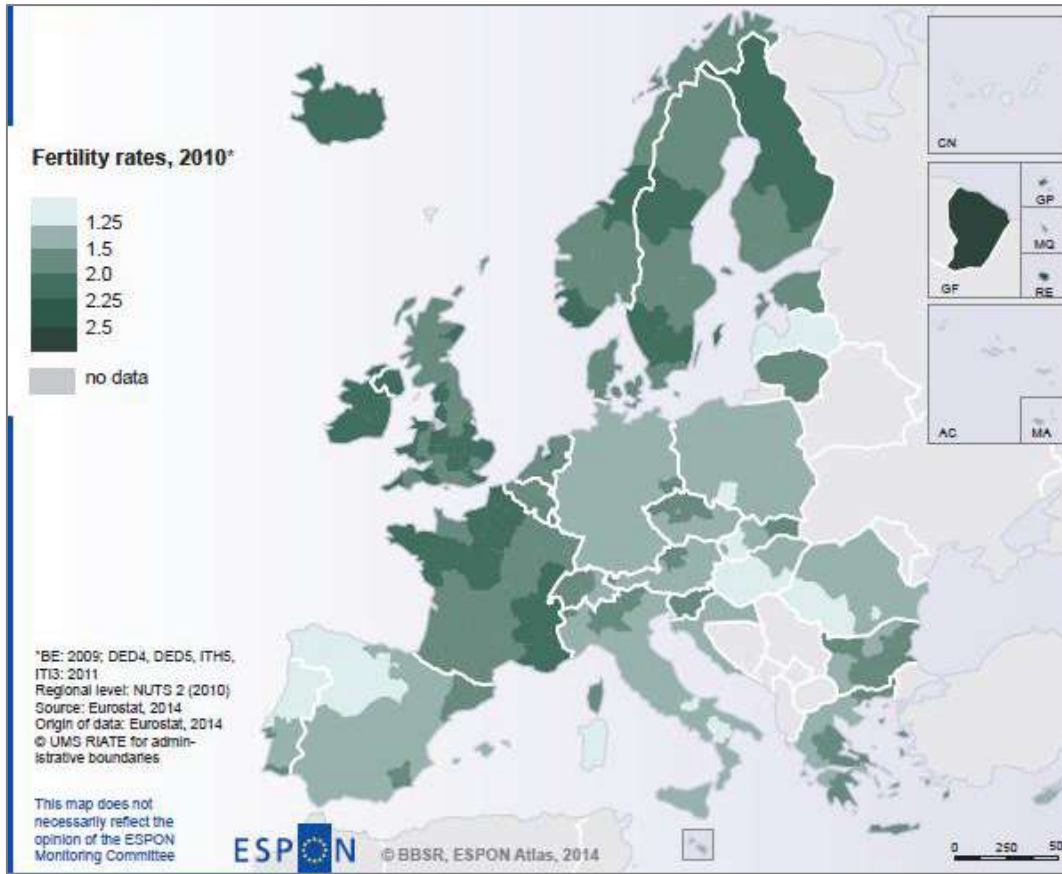 Fertility rates, 2010*
1.25
1.5
2.0
2.25
2.5
no data
CN
GF
GP
MQ
RE
AC
MA
*BE: 2009; DED4, DED5, ITH5,
ITI3: 2011
Regional level: NUTS 2 (2010)
Source: Eurostat, 2014
Origin of data: Eurostat, 2014
© UMS RIATE for admin-
istrative boundaries
This map does not
necessarily reflect the
opinion of the ESPON
Monitoring Committee
ESPON
© BBSR, ESPON Atlas, 2014
0 250 50